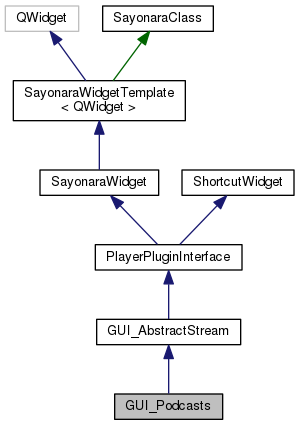 QWidget
SayonaraClass
SayonaraWidgetTemplate
< QWidget >
SayonaraWidget
ShortcutWidget
PlayerPluginInterface
GUI_AbstractStream
GUI_Podcasts